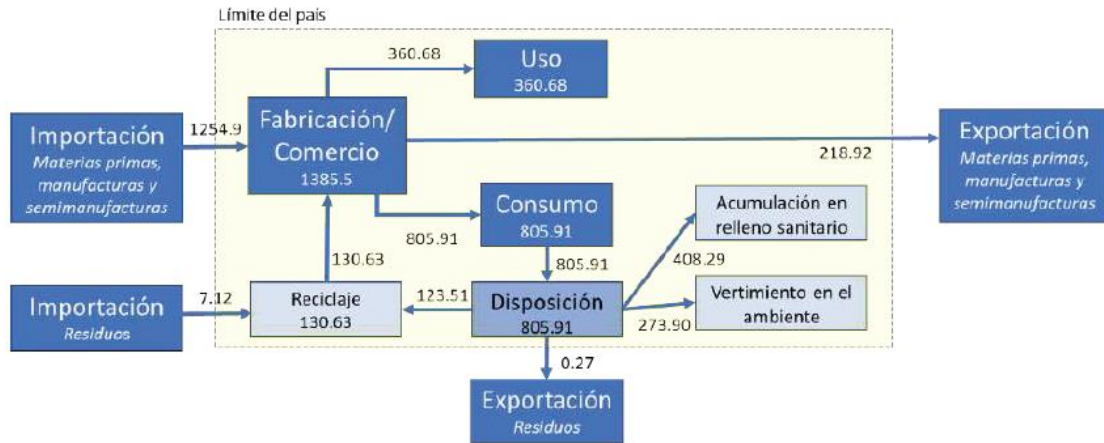 Límite del país
360.68
Uso
360.68
Importación
Materias primas,
manufacturas y
semimanufacturas
1254.9
Fabricación/
Comercio
1385.5
218.92
Exportación
Materias primas,
manufacturas y
semimanufacturas
805.91
Consumo
805.91
Acumulación en
relleno sanitario
130.63
805.91
408.29
Importación
Residuos
7.12
Reciclaje
130.63
123.51
Disposición
805.91
273.90
Vertimiento en el
ambiente
0.27
Exportación
Residuos